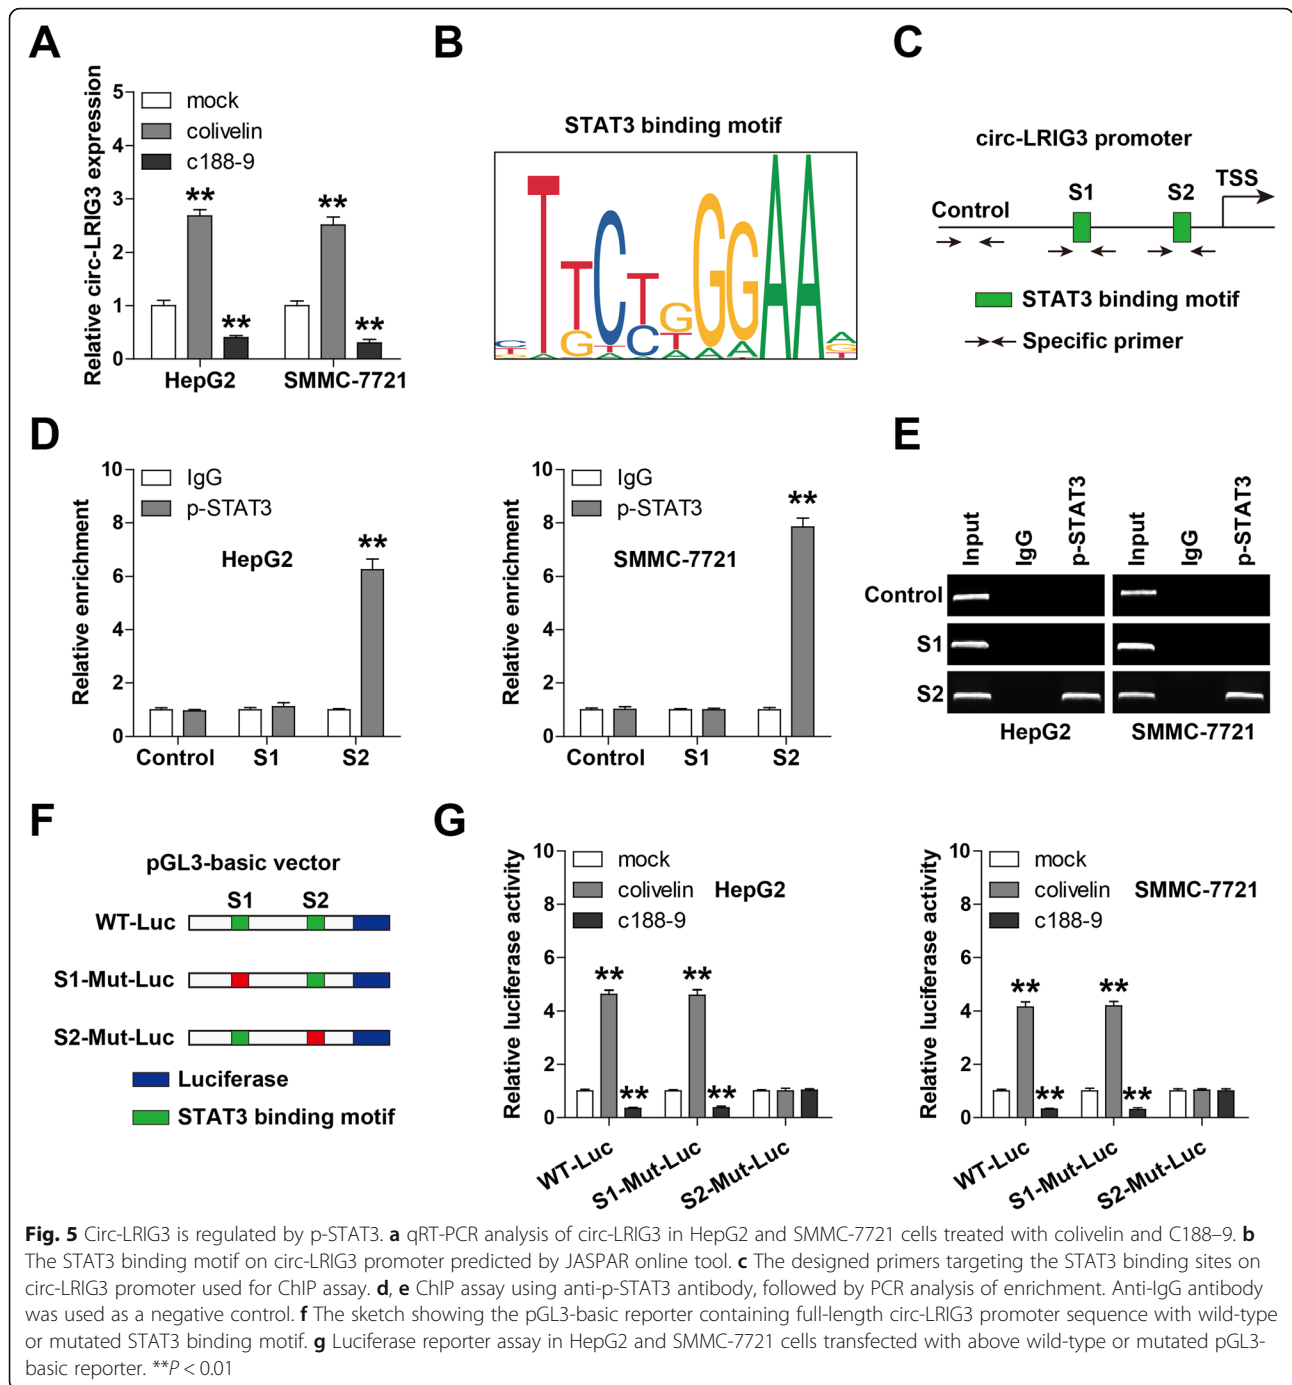 A
Relative circ-LRIG3 expression
5
4
3
2
1
0
mock
colivelin
c188-9
**
**
**
**
HepG2
SMMC-7721
B
STAT3 binding motif
C
circ-LRIG3 promoter
TSS
S1
S2
Control
STAT3 binding motif
Specific primer
D
Relative enrichment
10
8
6
4
2
0
IgG
p-STAT3
HepG2
**
Control
S1
S2
Relative enrichment
10
8
6
4
2
0
IgG
p-STAT3
SMMC-7721
**
Control
S1
S2
E
Input
IgG
p-STAT3
Input
IgG
p-STAT3
Control
S1
S2
HepG2
SMMC-7721
F
pGL3-basic vector
S1
S2
WT-Luc
S1-Mut-Luc
S2-Mut-Luc
Luciferase
STAT3 binding motif
G
Relative luciferase activity
10
8
6
4
2
0
mock
colivelin
c188-9
HepG2
**
**
**
**
WT-Luc
S1-Mut-Luc
S2-Mut-Luc
Relative luciferase activity
10
8
6
4
2
0
mock
colivelin
c188-9
SMMC-7721
**
**
**
**
WT-Luc
S1-Mut-Luc
S2-Mut-Luc
Fig. 5 Circ-LRIG3 is regulated by p-STAT3. a qRT-PCR analysis of circ-LRIG3 in HepG2 and SMMC-7721 cells treated with colivelin and C188–9. b
The STAT3 binding motif on circ-LRIG3 promoter predicted by JASPAR online tool. c The designed primers targeting the STAT3 binding sites on
circ-LRIG3 promoter used for ChIP assay. d, e ChIP assay using anti-p-STAT3 antibody, followed by PCR analysis of enrichment. Anti-IgG antibody
was used as a negative control. f The sketch showing the pGL3-basic reporter containing full-length circ-LRIG3 promoter sequence with wild-type
or mutated STAT3 binding motif. g Luciferase reporter assay in HepG2 and SMMC-7721 cells transfected with above wild-type or mutated pGL3-
basic reporter. **P < 0.01